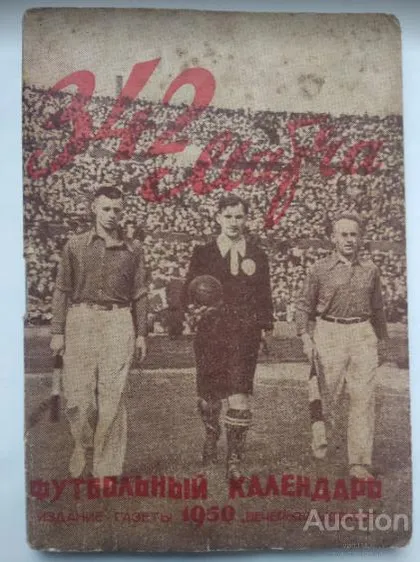 342 матча
ФУТБОЛЬНЫЙ КАЛЕНДАРЬ
ИЗДАНИЕ ГАЗЕТЫ 1950
Auction